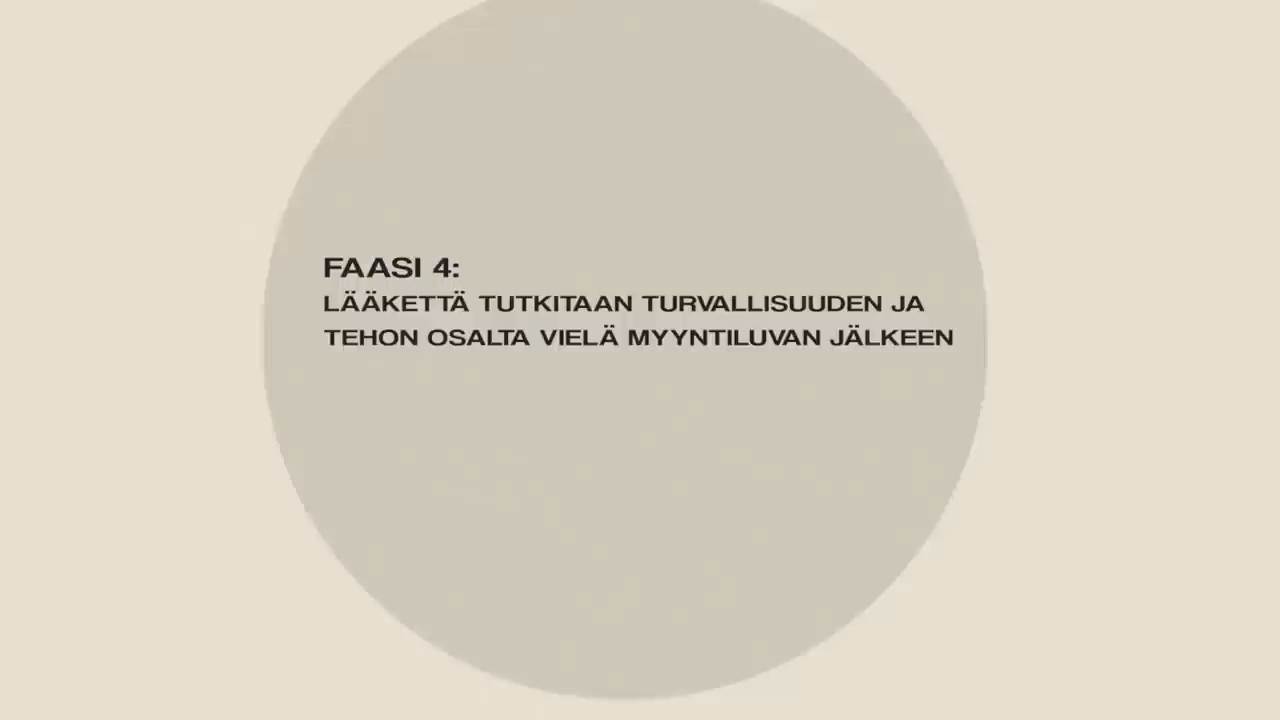 FAASI 4:
LÄÄKETTÄ TUTKITAAN TURVALLISUUDEN JA
TEHON OSALTA VIELÄ MYYNTILUVAN JÄLKEEN